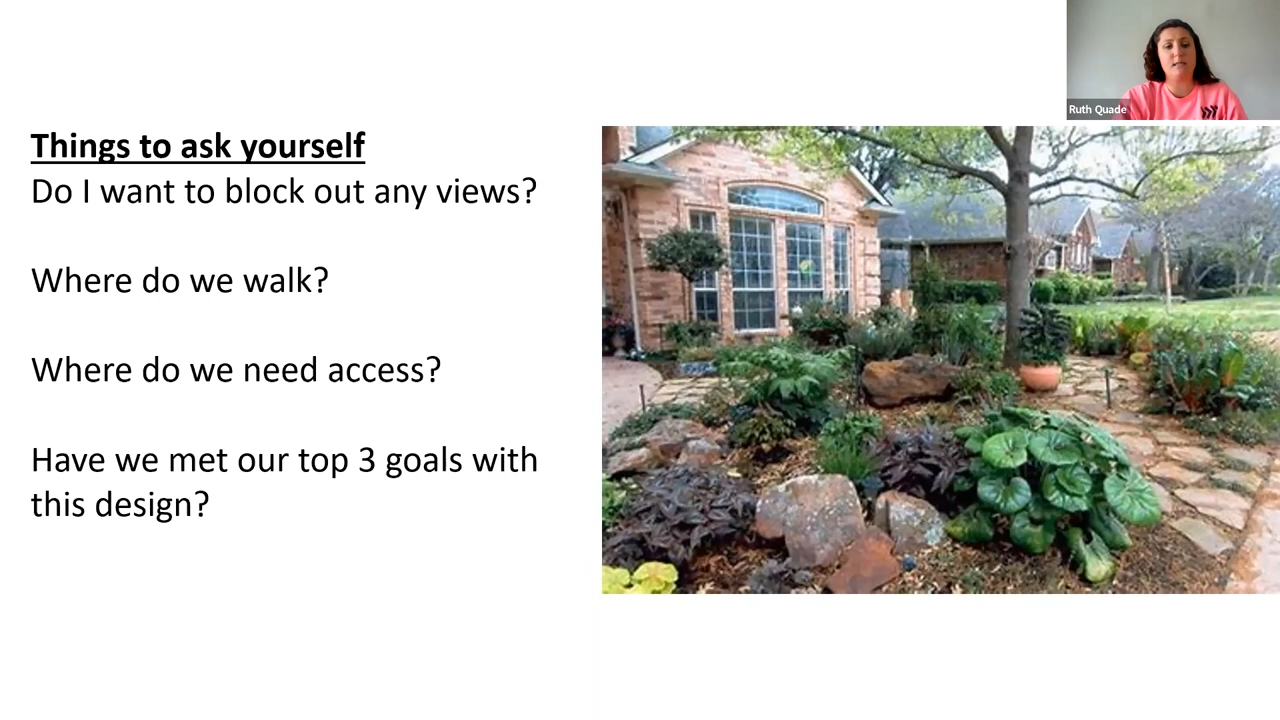 Ruth Quade
Things to ask yourself
Do I want to block out any views?
Where do we walk?
Where do we need access?
Have we met our top 3 goals with
this design?